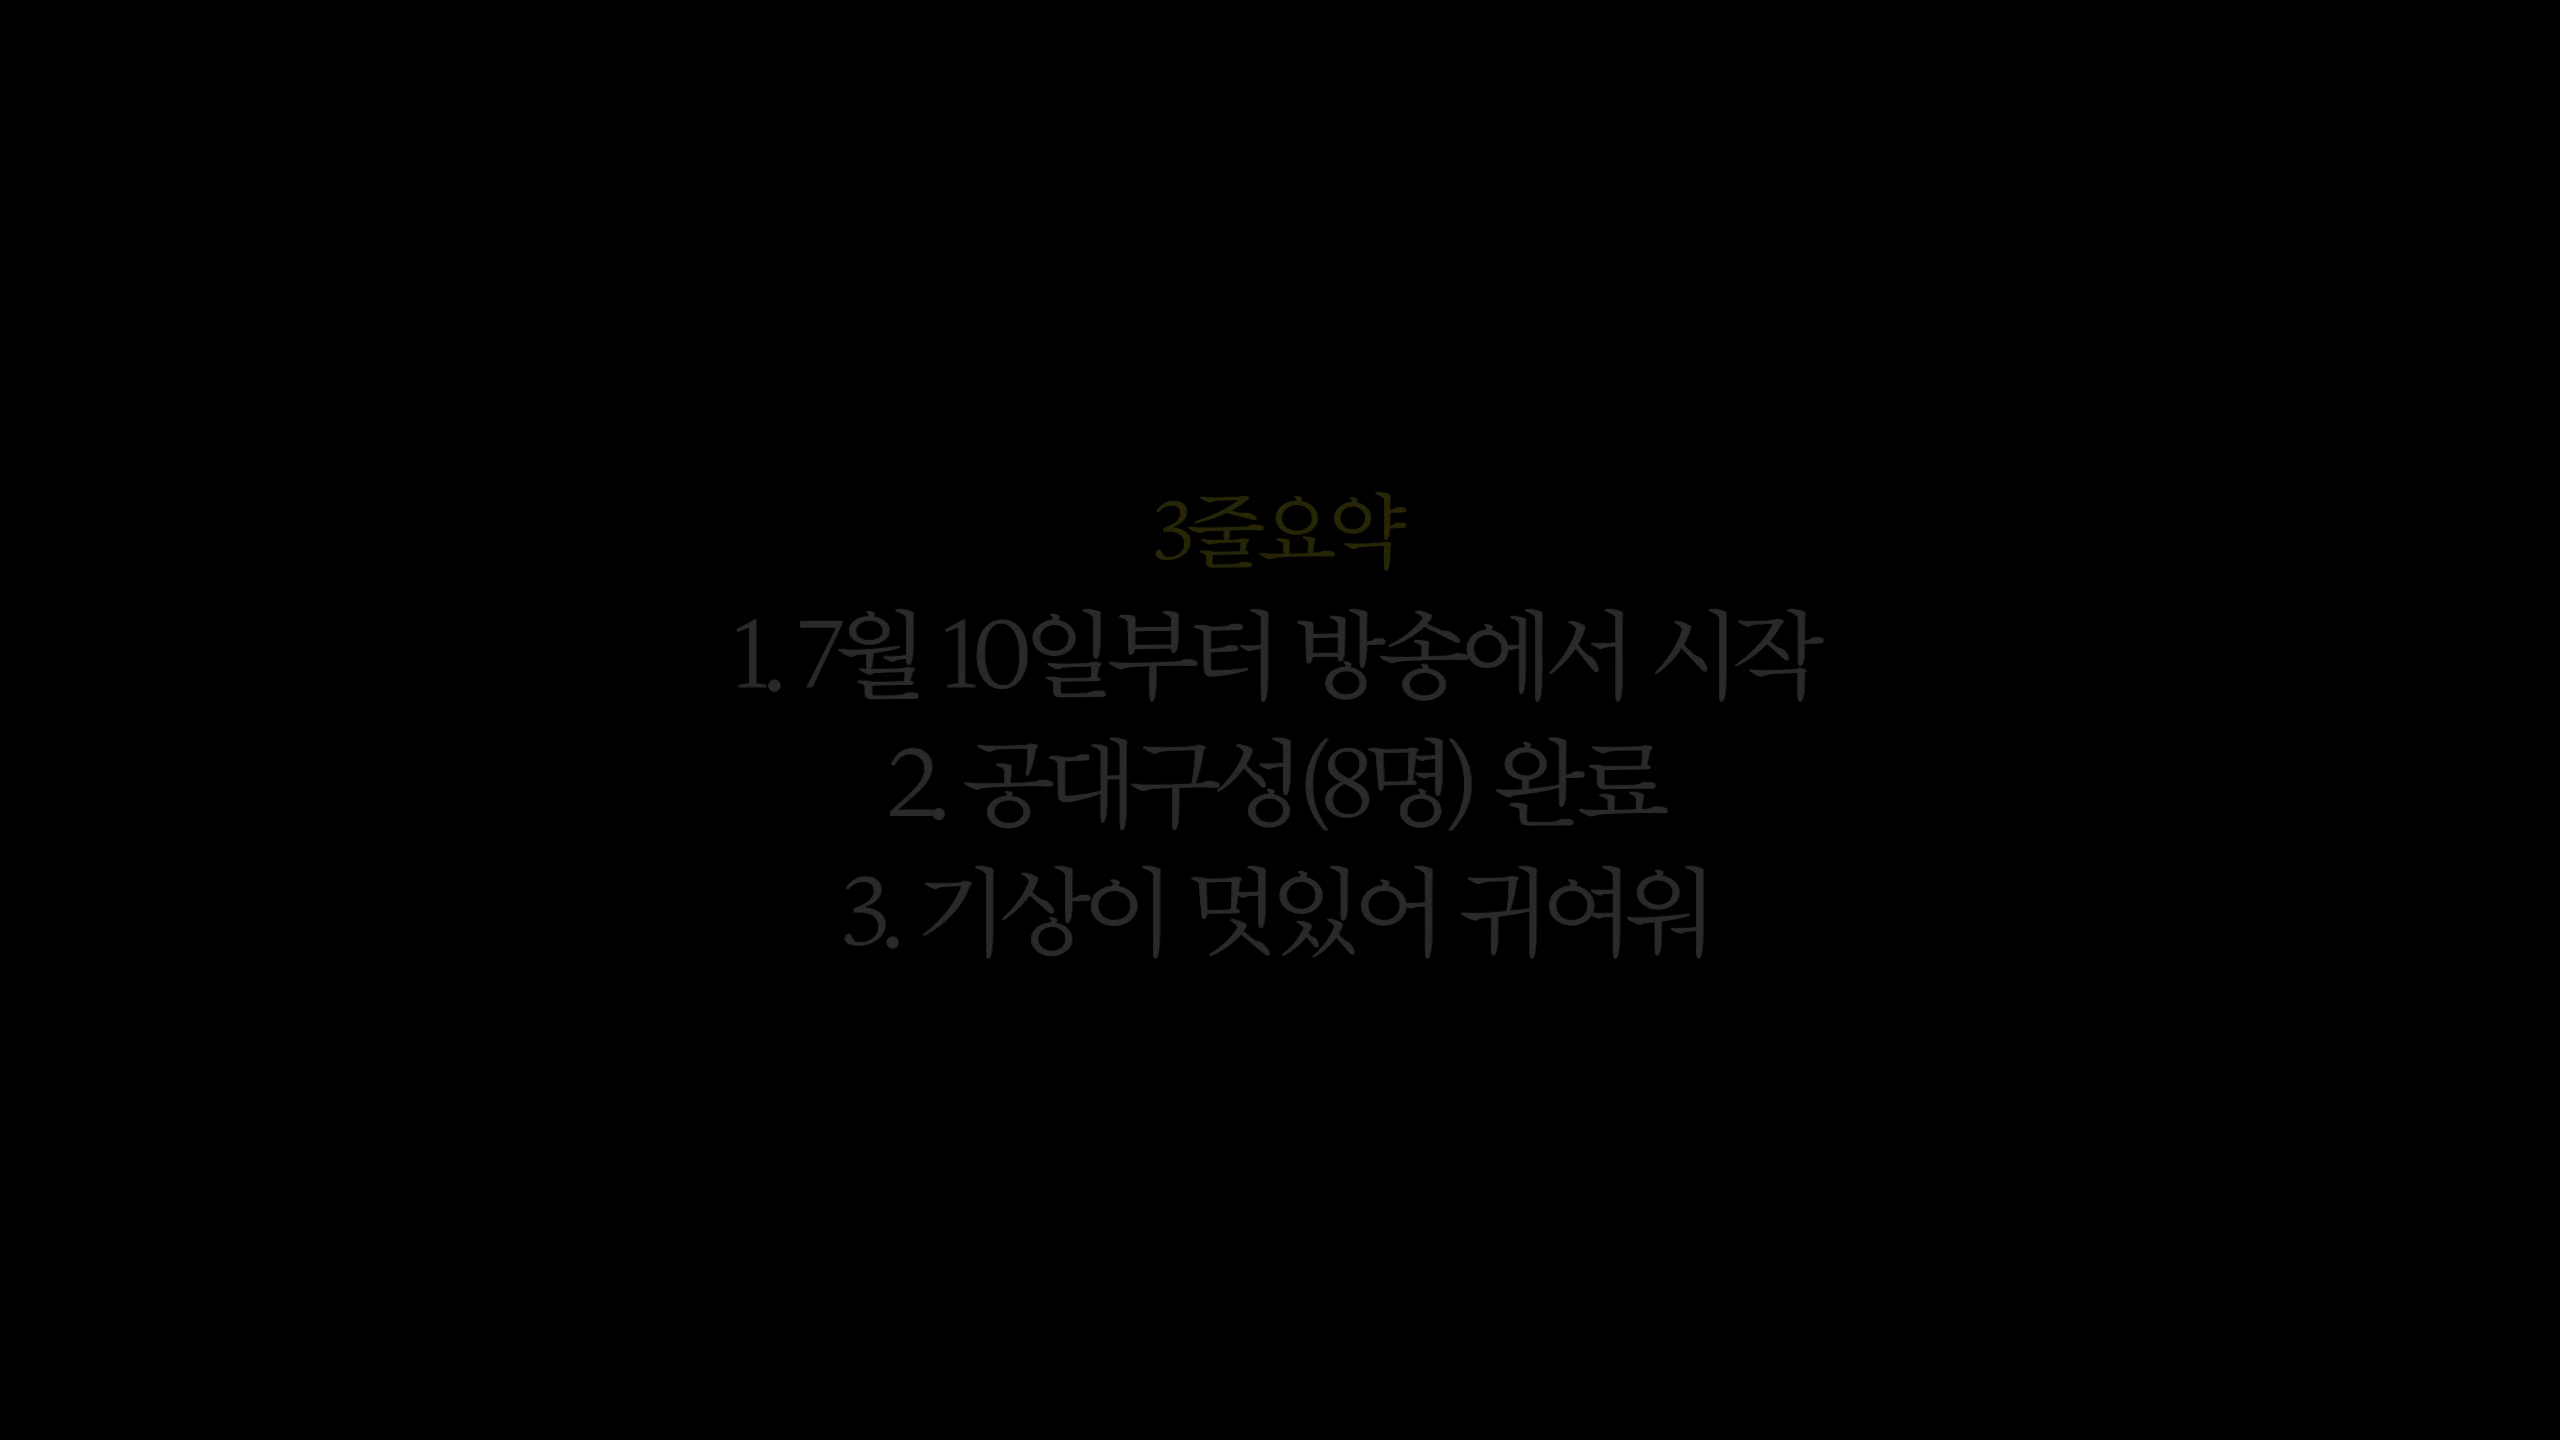 3줄요약
1. 7월 10일부터 방송에서 시작
2. 공대구성(8명) 완료
3. 기상이 멋있어 귀여워